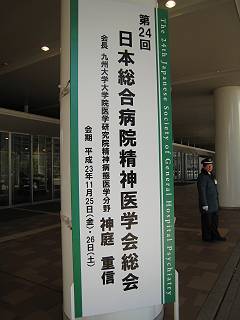 第24回
日本総合病院精神医学会総会
会長 九州大学大学院医学研究院精神病態医学分野 神庭 重信
会期 平成23年11月25日(金)・26日(土)
The 24th Japanese Society of General Hospital Psychiatry